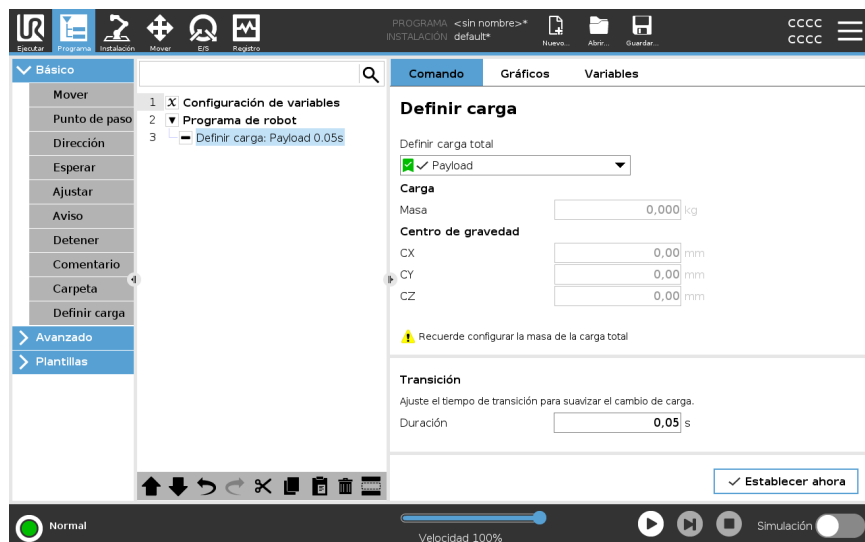 UR
PROGRAMA <sin nombre>*
INSTALACIÓN default*
cccc
cccc
Ejecutar Programa Instalación Mover E/S Registro Nuevo... Abrir... Guardar...
Básico
Mover
Punto de paso
Dirección
Esperar
Ajustar
Aviso
Detener
Comentario
Carpeta
Definir carga
Avanzado
Plantillas
1 X Configuración de variables
2 Programa de robot
3 Definir carga: Payload 0.05s
Comando Gráficos Variables
Definir carga
Definir carga total
Payload
Carga
Masa 0,000 kg
Centro de gravedad
CX 0,00 mm
CY 0,00 mm
CZ 0,00 mm
Recuerde configurar la masa de la carga total
Transición
Ajuste el tiempo de transición para suavizar el cambio de carga.
Duración 0,05 s
Establecer ahora
Normal
Velocidad 100%
Simulación